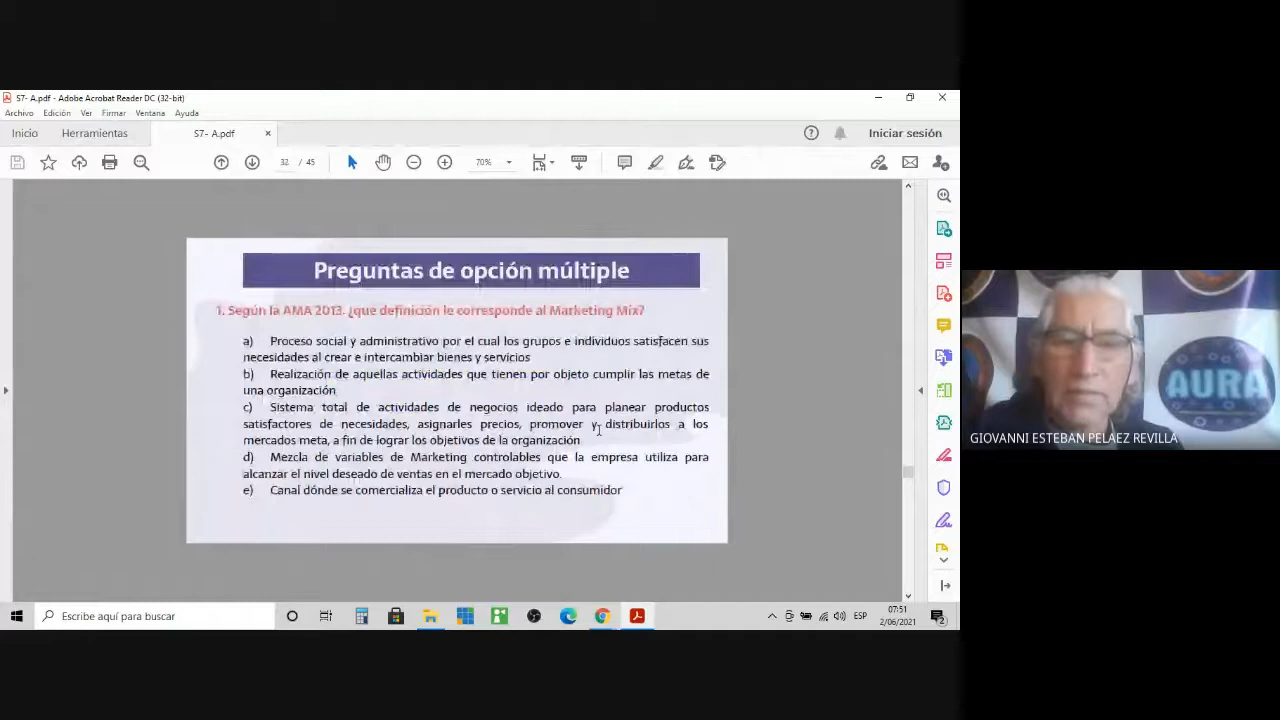 S7- A.pdf - Adobe Acrobat Reader DC (32-bit)
Archivo Edición Ver Firmar Ventana Ayuda
Inicio Herramientas S7- A.pdf × Iniciar sesión
32 / 45 70%
Preguntas de opción múltiple
1. Según la AMA 2013. ¿que definición le corresponde al Marketing Mix?
a) Proceso social y administrativo por el cual los grupos e individuos satisfacen sus
necesidades al crear e intercambiar bienes y servicios
b) Realización de aquellas actividades que tienen por objeto cumplir las metas de
una organización
c) Sistema total de actividades de negocios ideado para planear productos
satisfactores de necesidades, asignarles precios, promover y distribuirlos a los
mercados meta, a fin de lograr los objetivos de la organización
d) Mezcla de variables de Marketing controlables que la empresa utiliza para
alcanzar el nivel deseado de ventas en el mercado objetivo.
e) Canal dónde se comercializa el producto o servicio al consumidor
AURA
GIOVANNI ESTEBAN PELAEZ REVILLA
Escribe aquí para buscar
ESP
07:51
2/06/2021
2